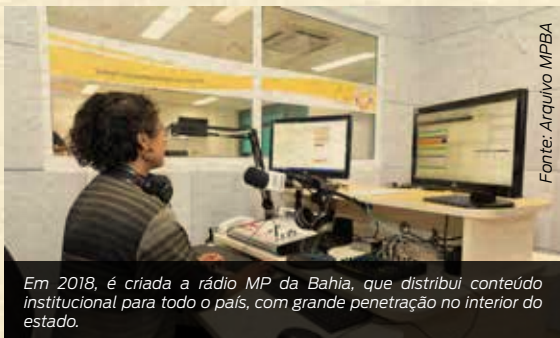 Fonte: Arquivo MPBA
Em 2018, é criada a rádio MP da Bahia, que distribui conteúdo
institucional para todo o país, com grande penetração no interior do
estado.